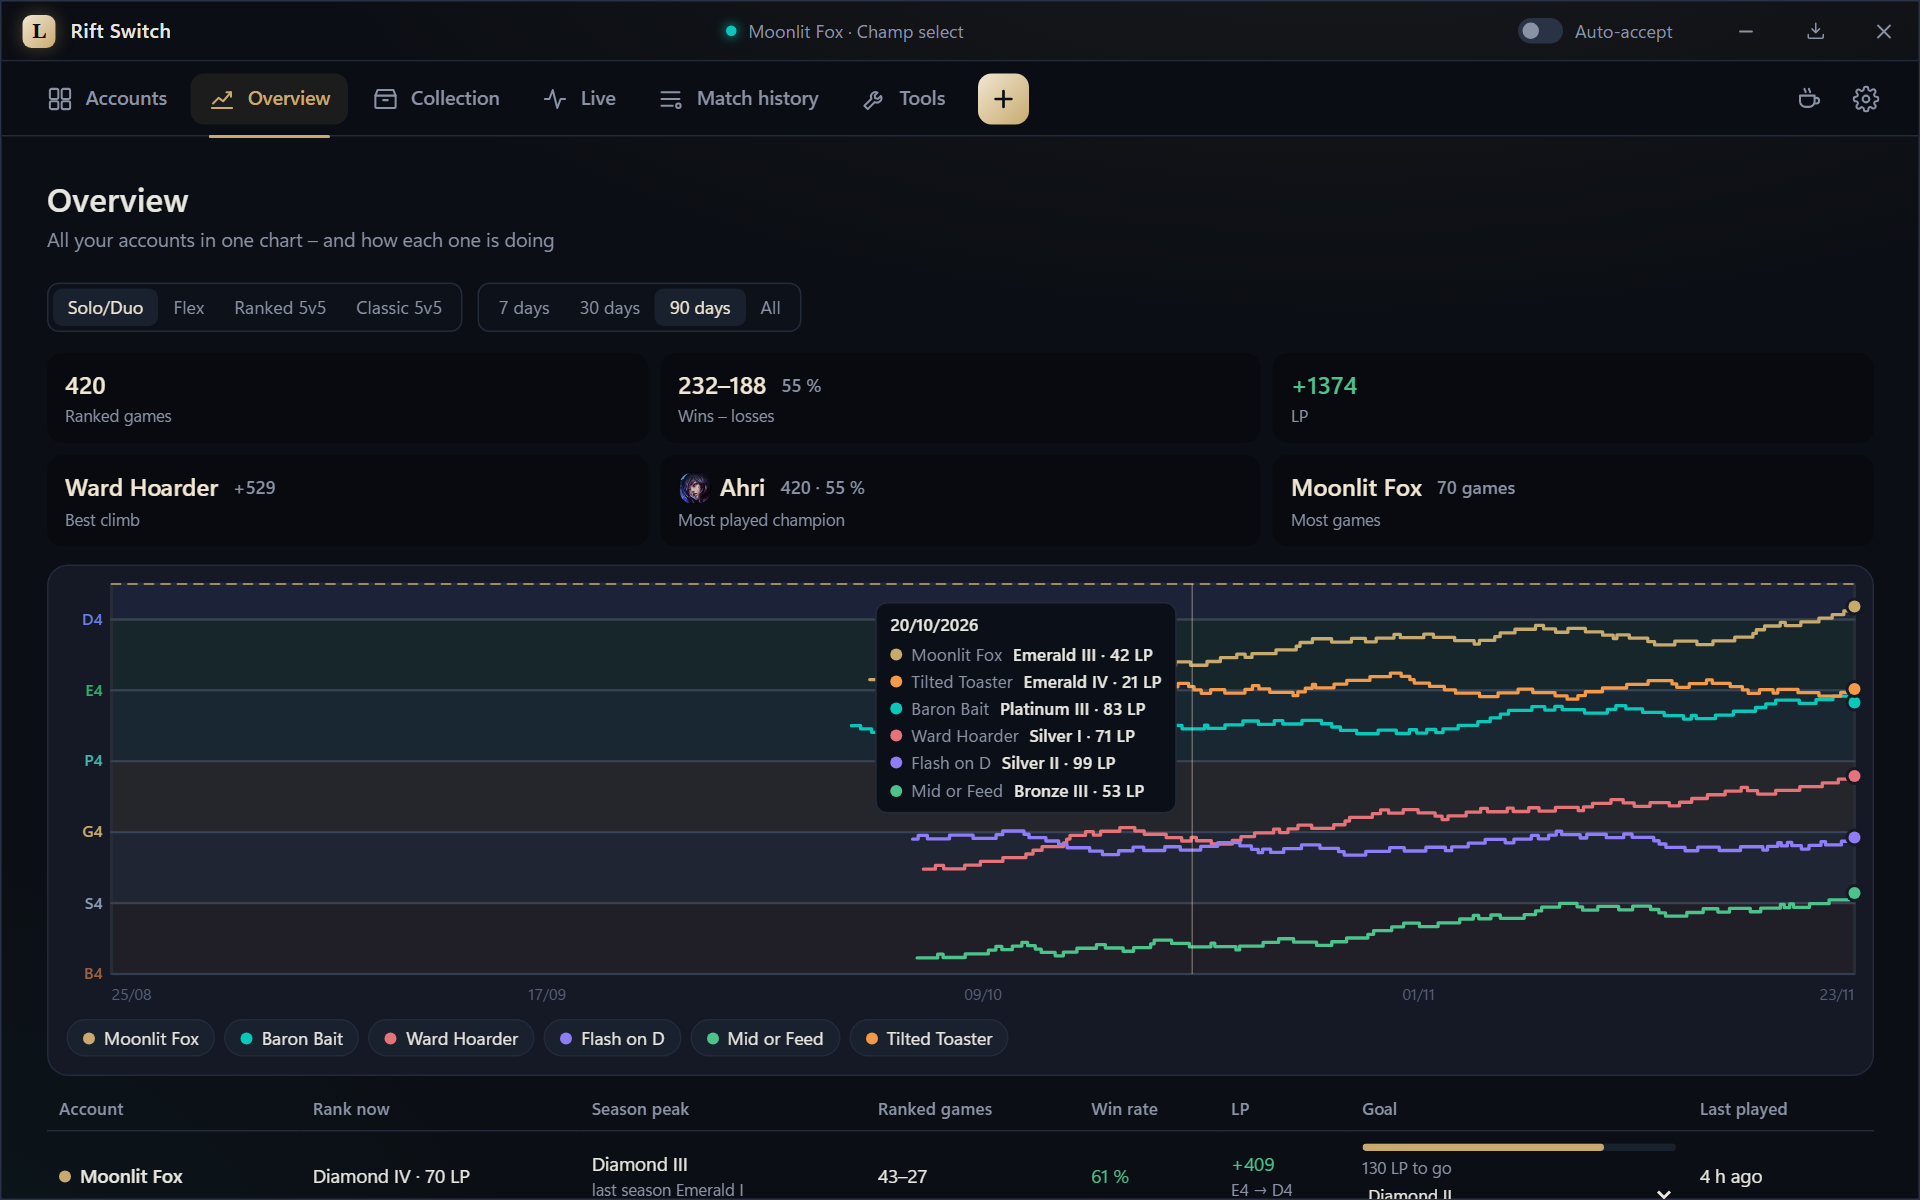 L Rift Switch
Moonlit Fox · Champ select
Auto-accept
Accounts
Overview
Collection
Live
Match history
Tools
Overview
All your accounts in one chart – and how each one is doing
Solo/Duo Flex Ranked 5v5 Classic 5v5
7 days 30 days 90 days All
420
Ranked games
232–188 55 %
Wins – losses
+1374
LP
Ward Hoarder +529
Best climb
Ahri 420 · 55 %
Most played champion
Moonlit Fox 70 games
Most games
D4
E4
P4
G4
S4
B4
20/10/2026
Moonlit Fox Emerald III · 42 LP
Tilted Toaster Emerald IV · 21 LP
Baron Bait Platinum III · 83 LP
Ward Hoarder Silver I · 71 LP
Flash on D Silver II · 99 LP
Mid or Feed Bronze III · 53 LP
25/08 17/09 09/10 01/11 23/11
Moonlit Fox Baron Bait Ward Hoarder Flash on D Mid or Feed Tilted Toaster
Account Rank now Season peak Ranked games Win rate LP Goal Last played
Moonlit Fox
Diamond IV · 70 LP
Diamond III
last season Emerald I
43–27
61 %
+409
E4 → D4
130 LP to go
Diamond II
4 h ago